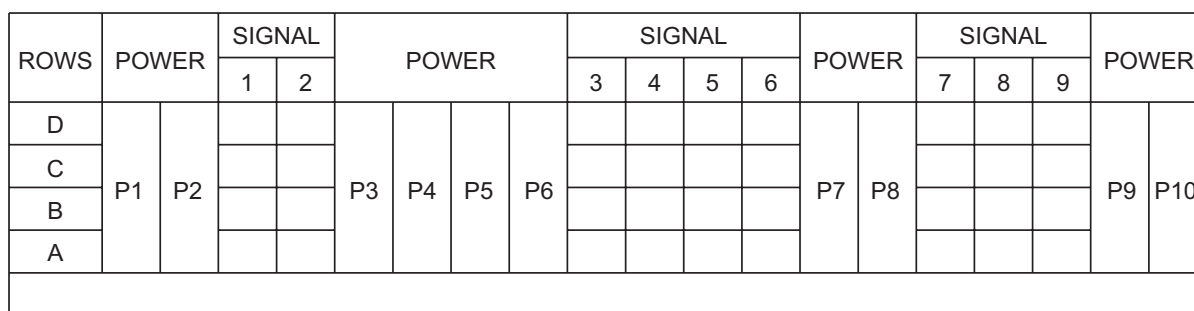 ROWS POWER SIGNAL POWER SIGNAL POWER SIGNAL POWER
1 2 3 4 5 6 7 8 9
D
C
P1 P2 P3 P4 P5 P6 P7 P8 P9 P10
B
A